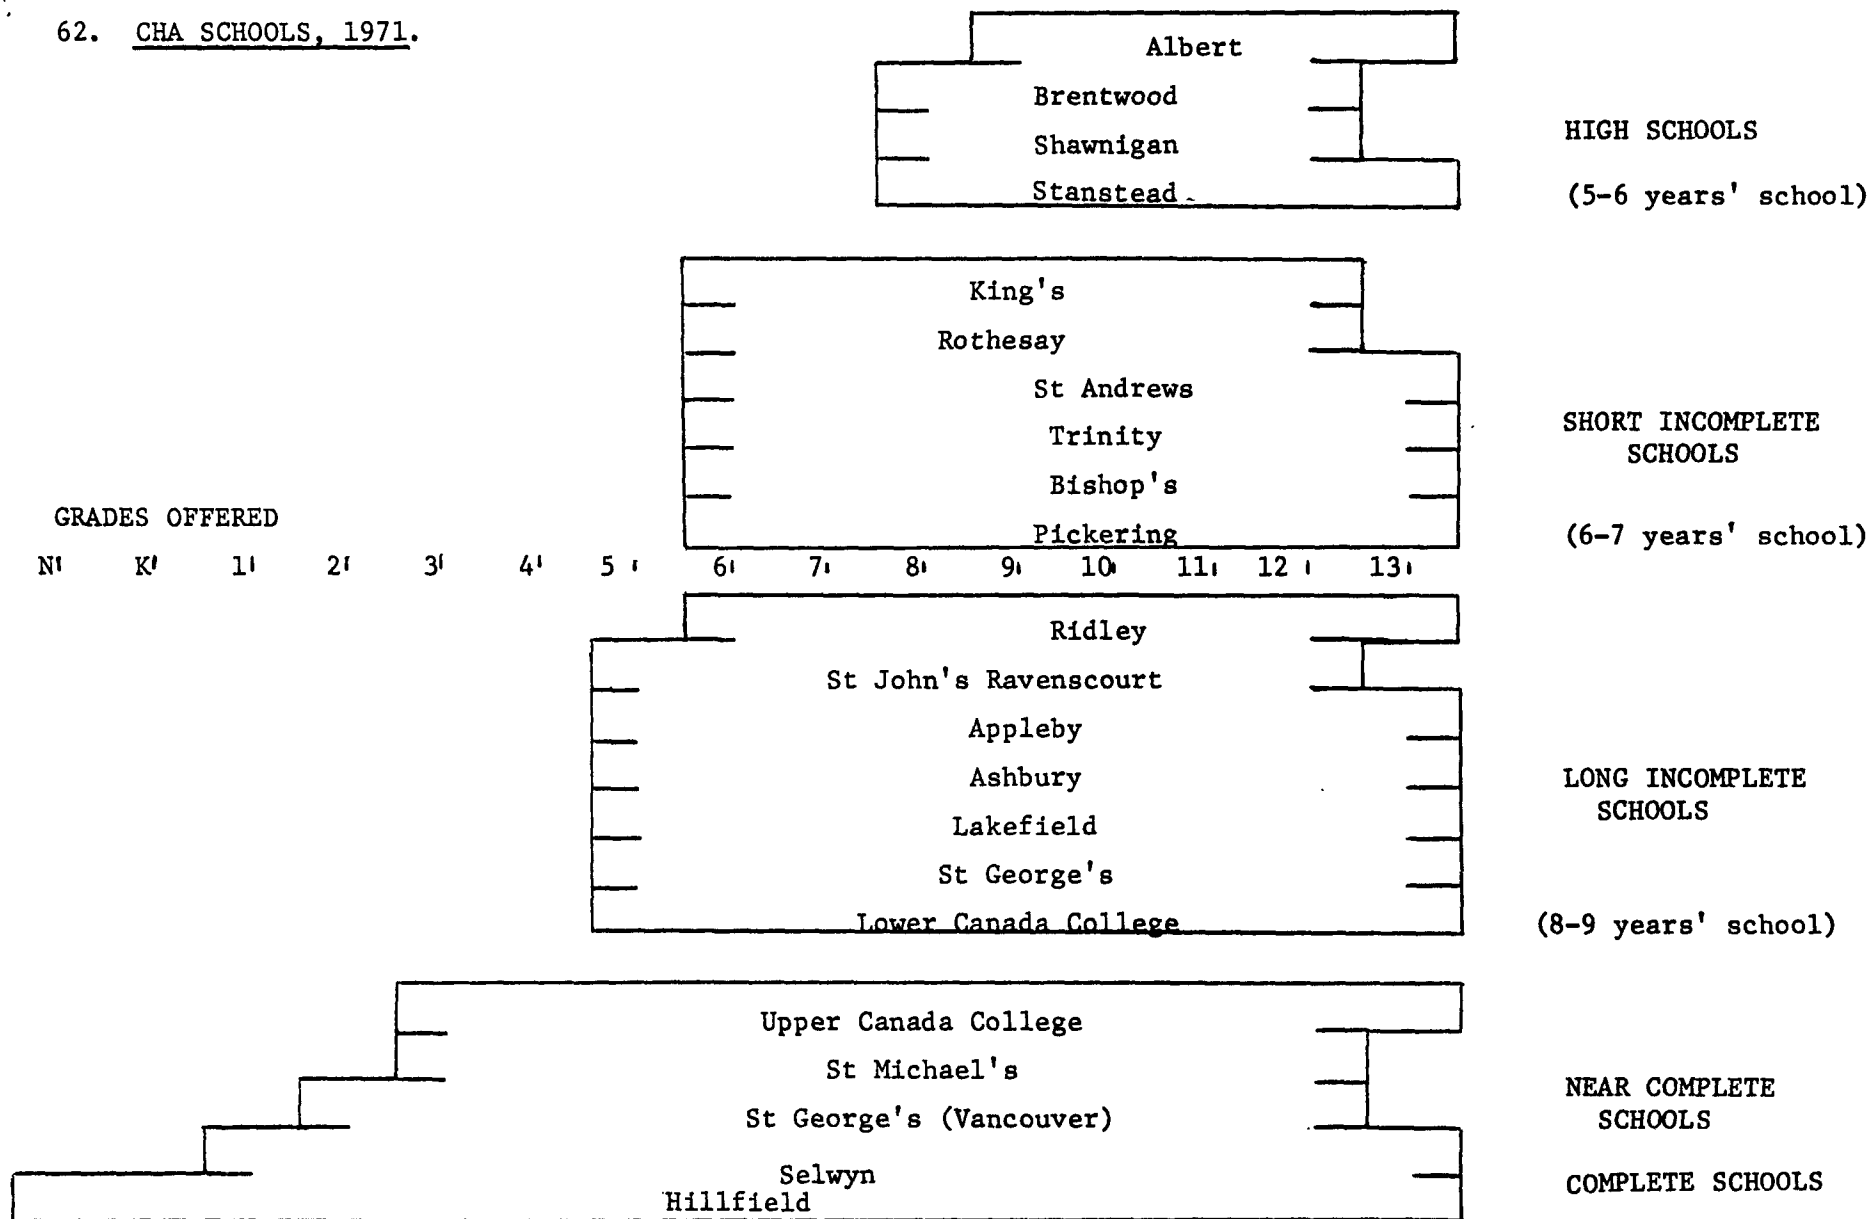 62. CHA SCHOOLS, 1971.
Albert
Brentwood
HIGH SCHOOLS
Shawnigan
Stanstead
(5-6 years' school)
King's
Rothesay
St Andrews
SHORT INCOMPLETE
Trinity
SCHOOLS
Bishop's
GRADES OFFERED
Pickering
(6-7 years' school)
N K 1 2 3 4 5 6 7 8 9 10 11 12 13
Ridley
St John's Ravenscourt
Appleby
Ashbury
LONG INCOMPLETE
SCHOOLS
Lakefield
St George's
Lower Canada College
(8-9 years' school)
Upper Canada College
St Michael's
NEAR COMPLETE
St George's (Vancouver)
SCHOOLS
Selwyn
COMPLETE SCHOOLS
Hillfield